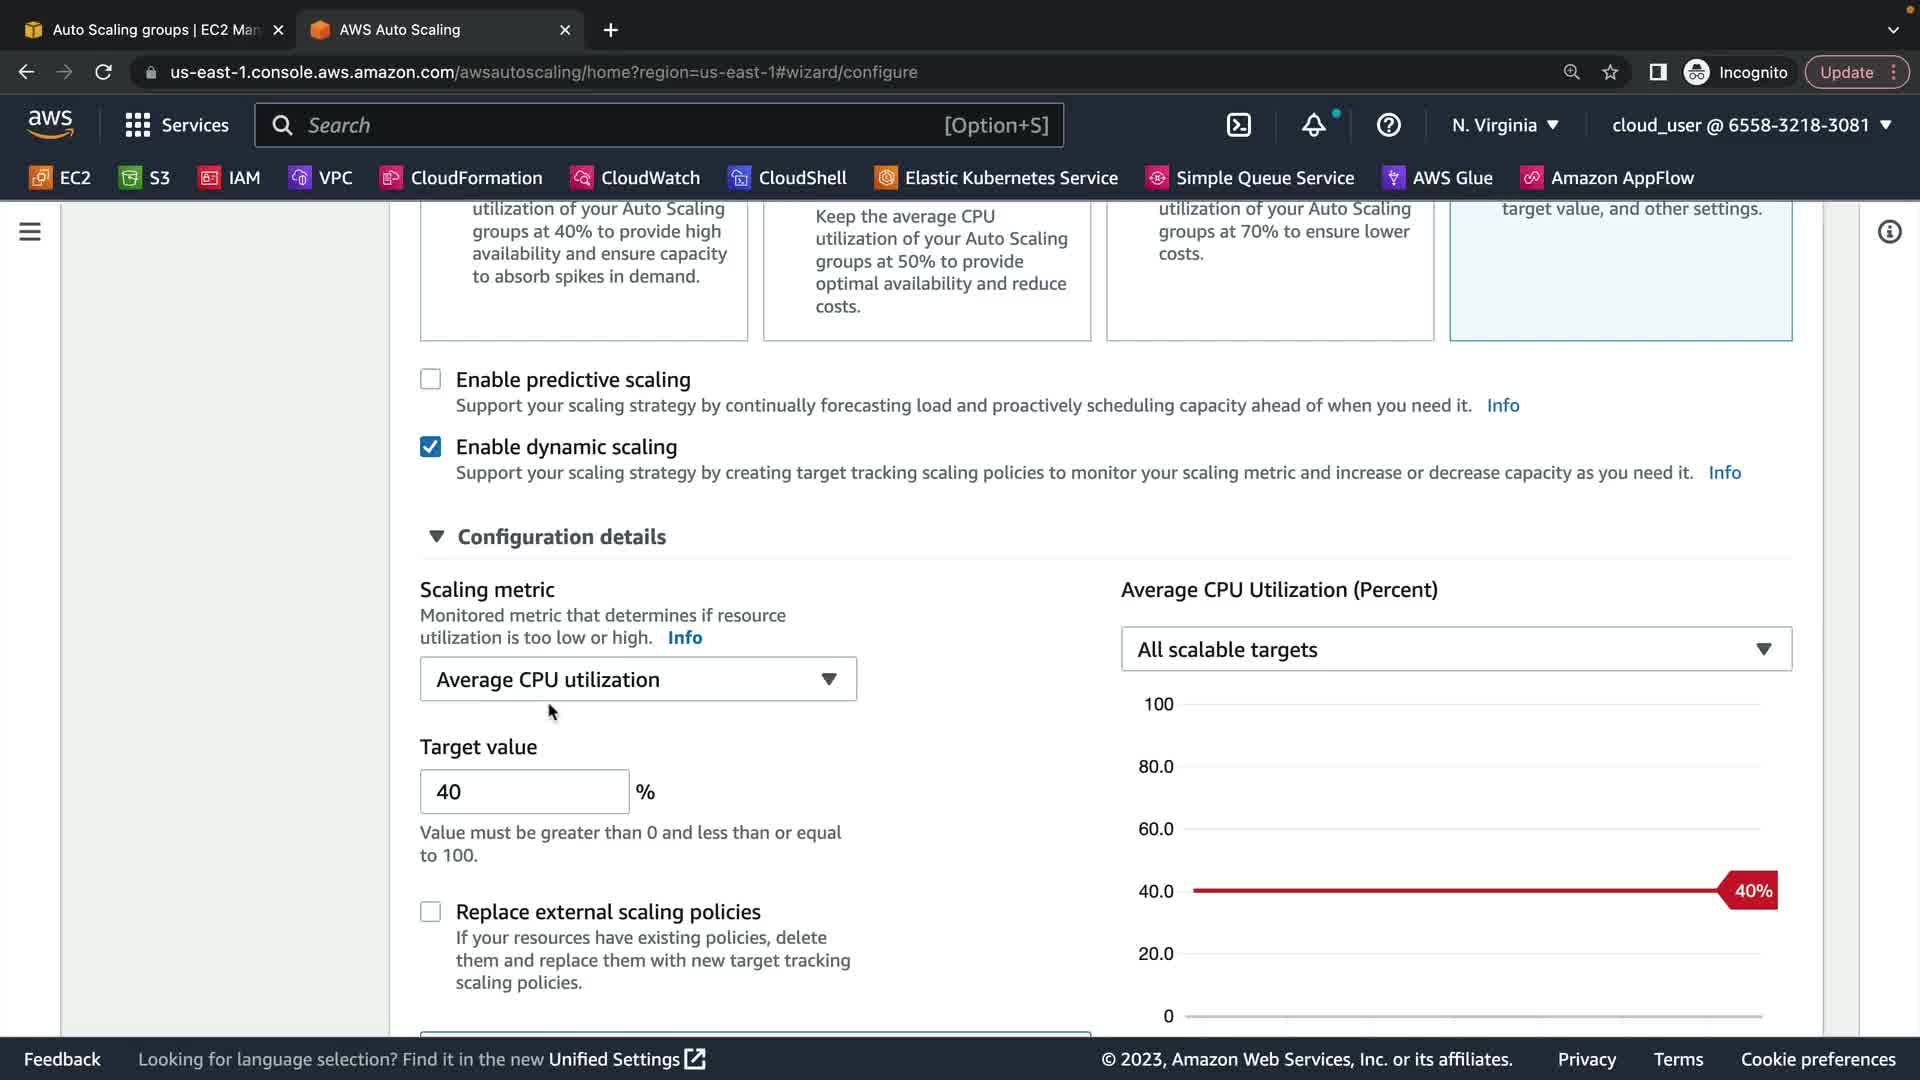 Auto Scaling groups | EC2 Man
AWS Auto Scaling
us-east-1.console.aws.amazon.com/awsautoscaling/home?region=us-east-1#wizard/configure
Incognito
Update
aws
Services
Search
[Option+S]
N. Virginia
cloud_user @ 6558-3218-3081
EC2
S3
IAM
VPC
CloudFormation
CloudWatch
CloudShell
Elastic Kubernetes Service
Simple Queue Service
AWS Glue
Amazon AppFlow
utilization of your Auto Scaling
groups at 40% to provide high
availability and ensure capacity
to absorb spikes in demand.
Keep the average CPU
utilization of your Auto Scaling
groups at 50% to provide
optimal availability and reduce
costs.
utilization of your Auto Scaling
groups at 70% to ensure lower
costs.
target value, and other settings.
Enable predictive scaling
Support your scaling strategy by continually forecasting load and proactively scheduling capacity ahead of when you need it. Info
Enable dynamic scaling
Support your scaling strategy by creating target tracking scaling policies to monitor your scaling metric and increase or decrease capacity as you need it. Info
Configuration details
Scaling metric
Monitored metric that determines if resource
utilization is too low or high. Info
Average CPU utilization
Target value
40
%
Value must be greater than 0 and less than or equal
to 100.
Replace external scaling policies
If your resources have existing policies, delete
them and replace them with new target tracking
scaling policies.
Average CPU Utilization (Percent)
All scalable targets
100
80.0
60.0
40.0
40%
20.0
0
Feedback
Looking for language selection? Find it in the new Unified Settings
© 2023, Amazon Web Services, Inc. or its affiliates.
Privacy
Terms
Cookie preferences